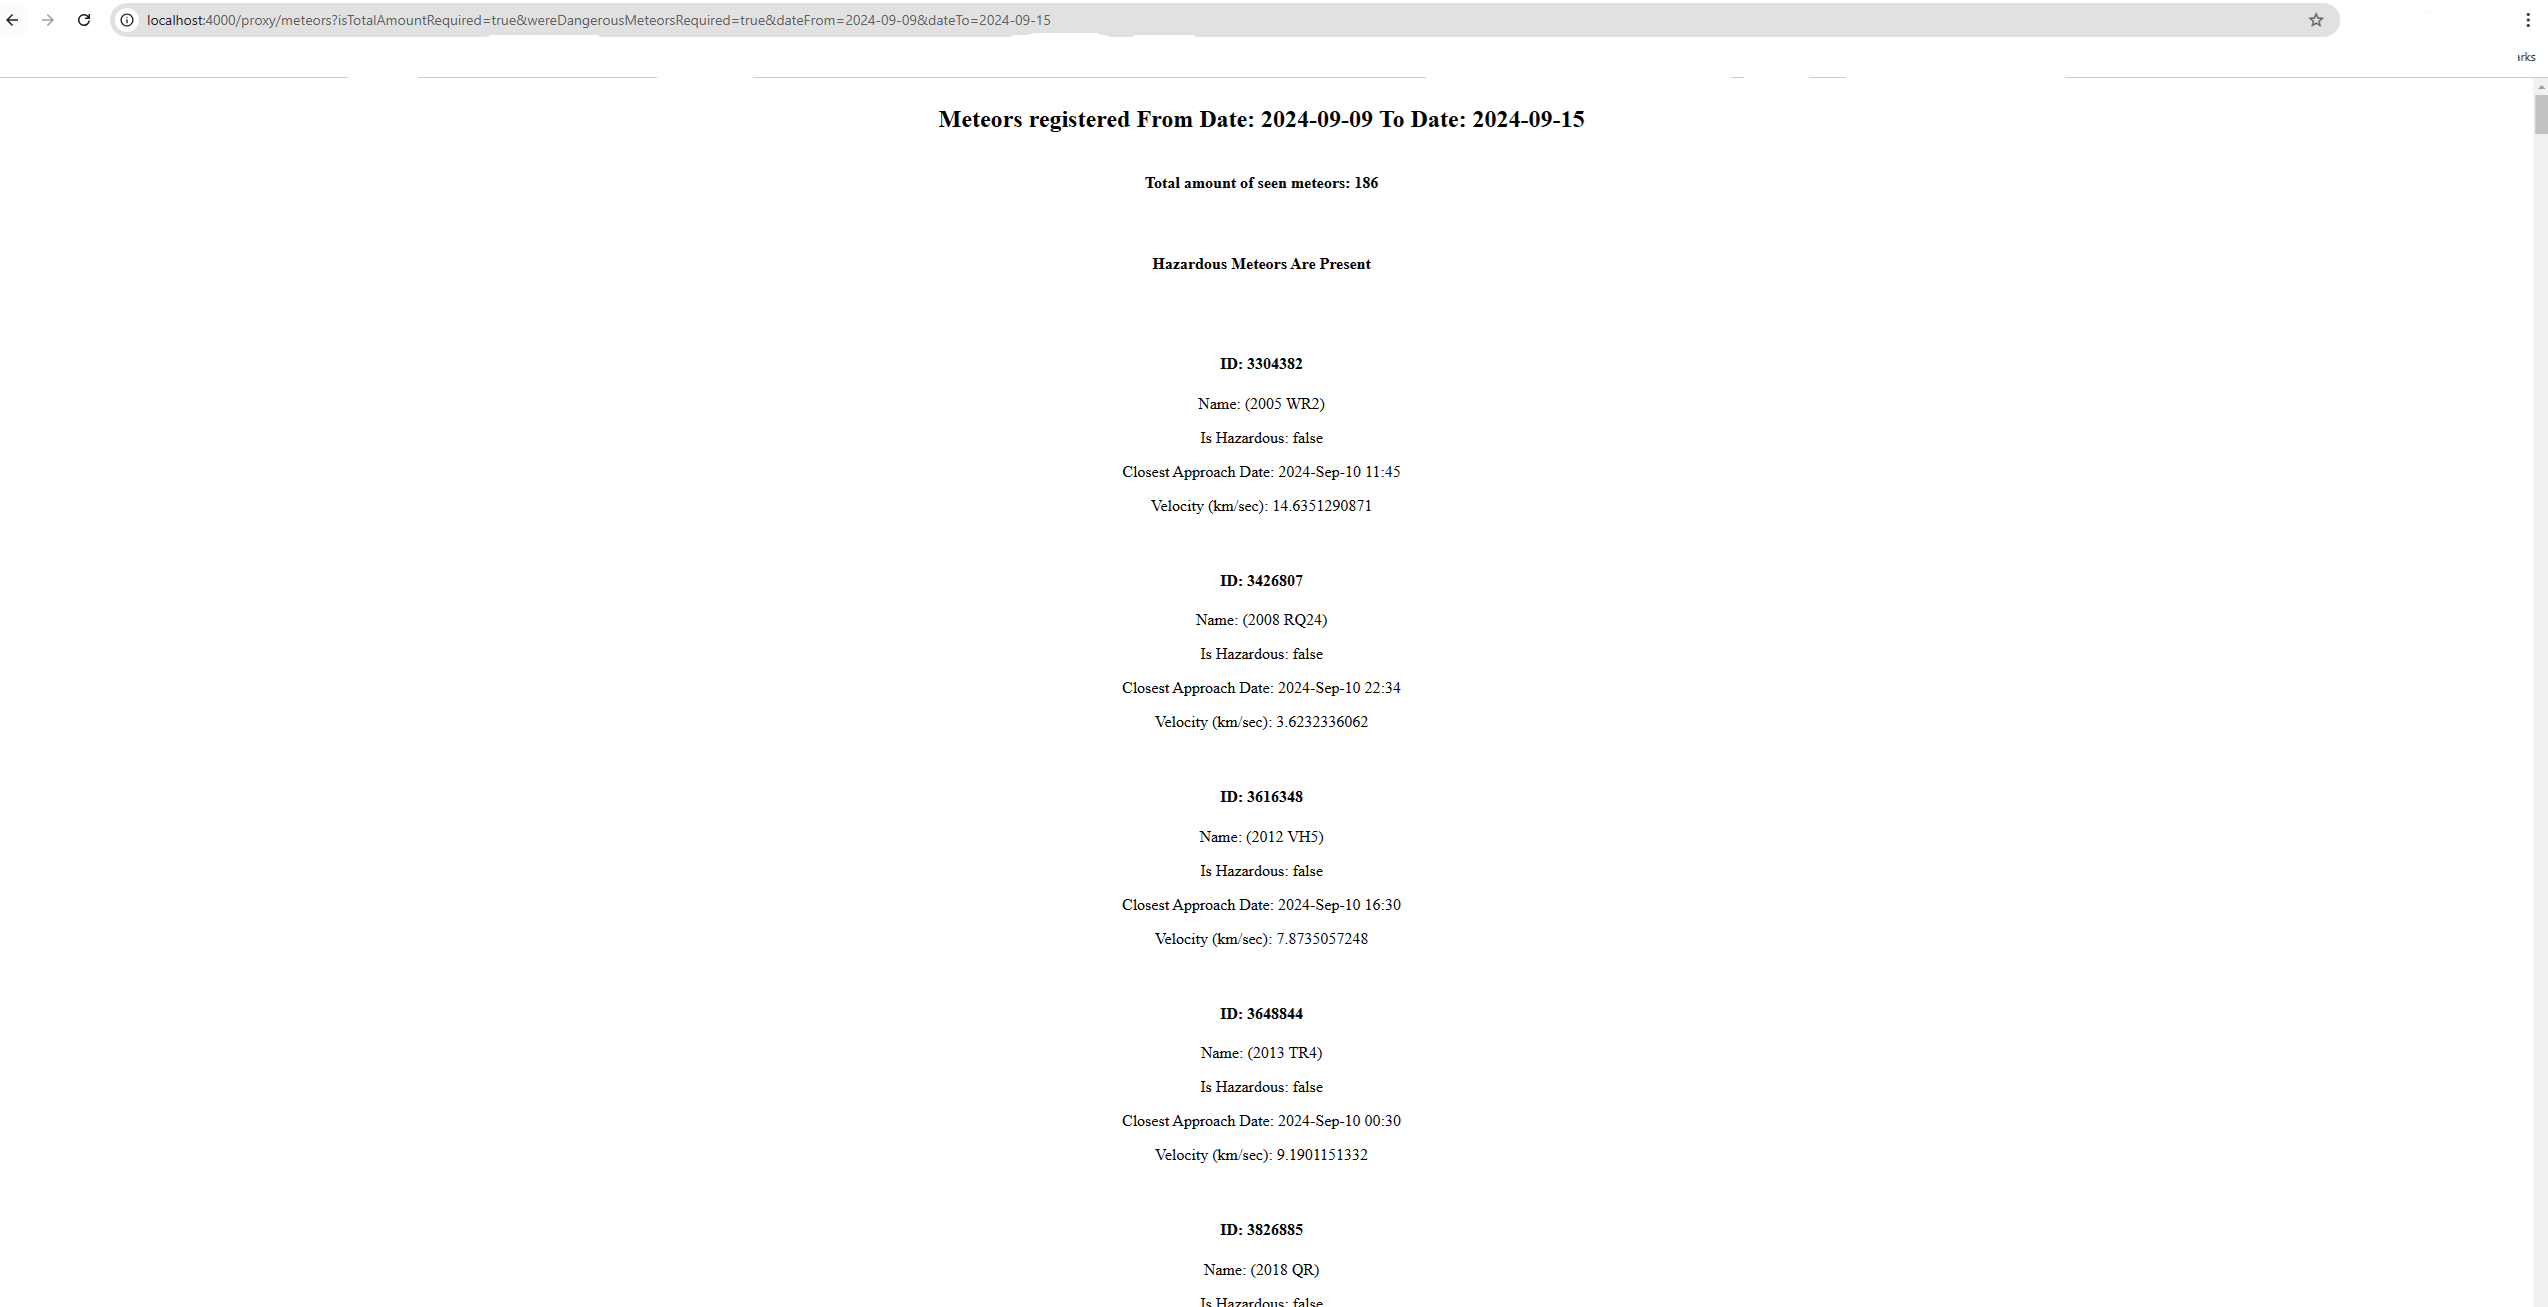 localhost:4000/proxy/meteors?isTotalAmountRequired=true&wereDangerousMeteorsRequired=true&dateFrom=2024-09-09&dateTo=2024-09-15
arks
Meteors registered From Date: 2024-09-09 To Date: 2024-09-15
Total amount of seen meteors: 186
Hazardous Meteors Are Present
ID: 3304382
Name: (2005 WR2)
Is Hazardous: false
Closest Approach Date: 2024-Sep-10 11:45
Velocity (km/sec): 14.6351290871
ID: 3426807
Name: (2008 RQ24)
Is Hazardous: false
Closest Approach Date: 2024-Sep-10 22:34
Velocity (km/sec): 3.6232336062
ID: 3616348
Name: (2012 VH5)
Is Hazardous: false
Closest Approach Date: 2024-Sep-10 16:30
Velocity (km/sec): 7.8735057248
ID: 3648844
Name: (2013 TR4)
Is Hazardous: false
Closest Approach Date: 2024-Sep-10 00:30
Velocity (km/sec): 9.1901151332
ID: 3826885
Name: (2018 QR)
Is Hazardous: false